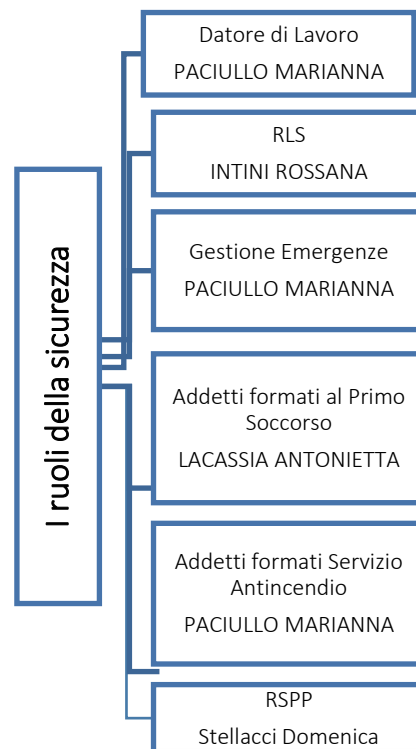 I ruoli della sicurezza
Datore di Lavoro
PACIULLO MARIANNA
RLS
INTINI ROSSANA
Gestione Emergenze
PACIULLO MARIANNA
Addetti formati al Primo
Soccorso
LACASSIA ANTONIETTA
Addetti formati Servizio
Antincendio
PACIULLO MARIANNA
RSPP
Stellacci Domenica